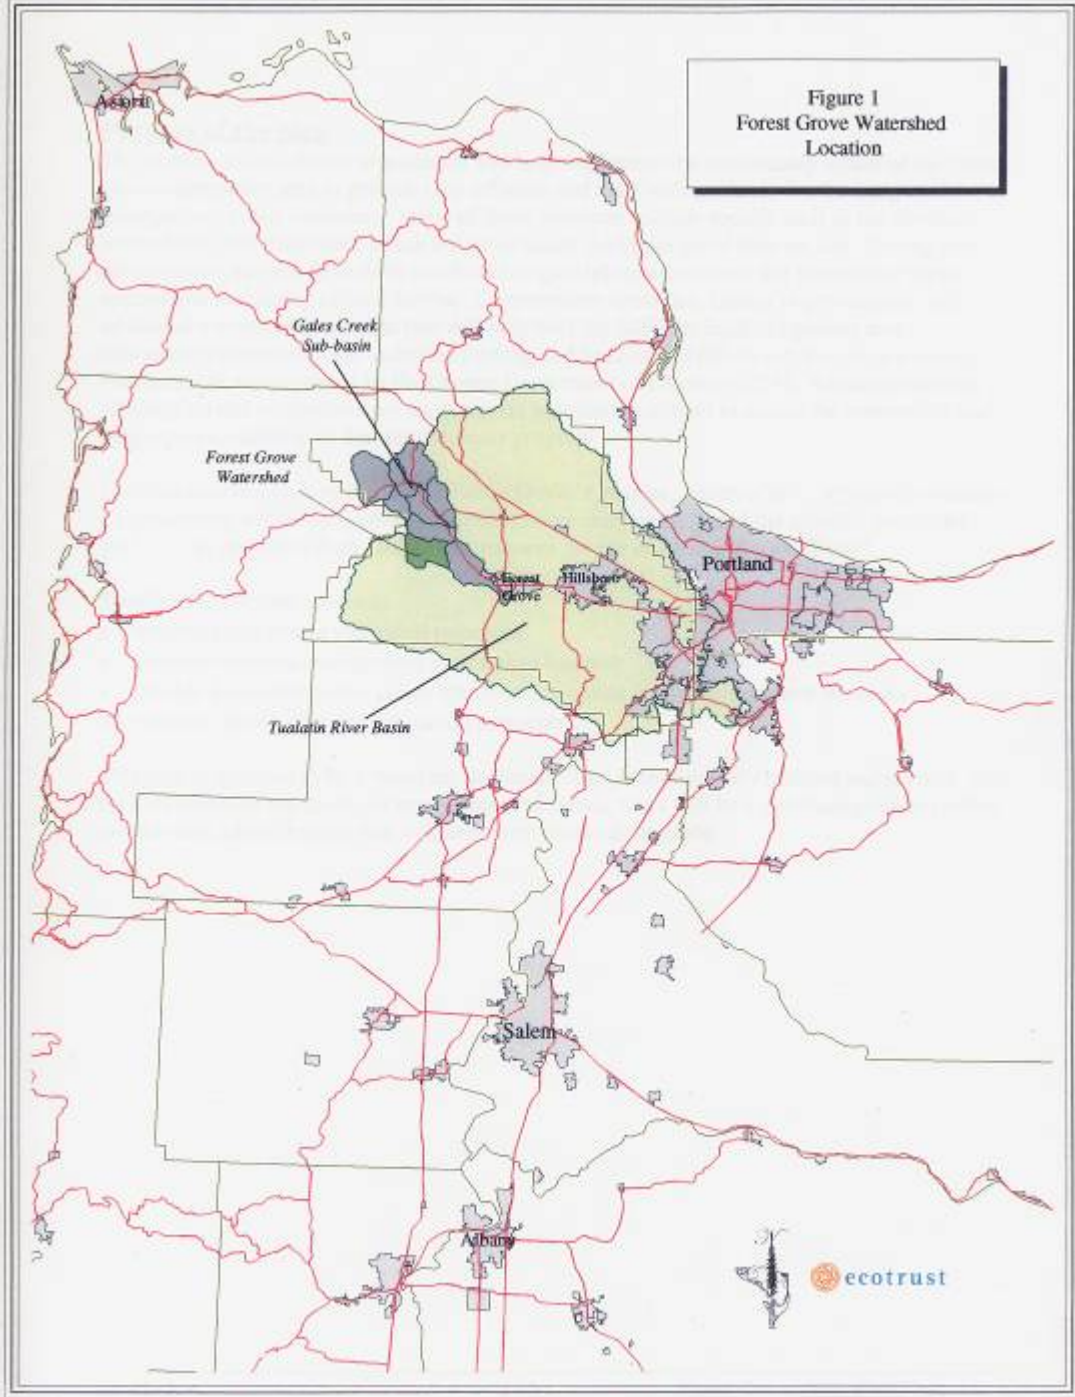 Figure 1
Forest Grove Watershed
Location
Astoria
Gales Creek
Sub-basin
Forest Grove
Watershed
Portland
Forest
Grove
Hillsboro
Tualatin River Basin
Salem
Albany
ecotrust